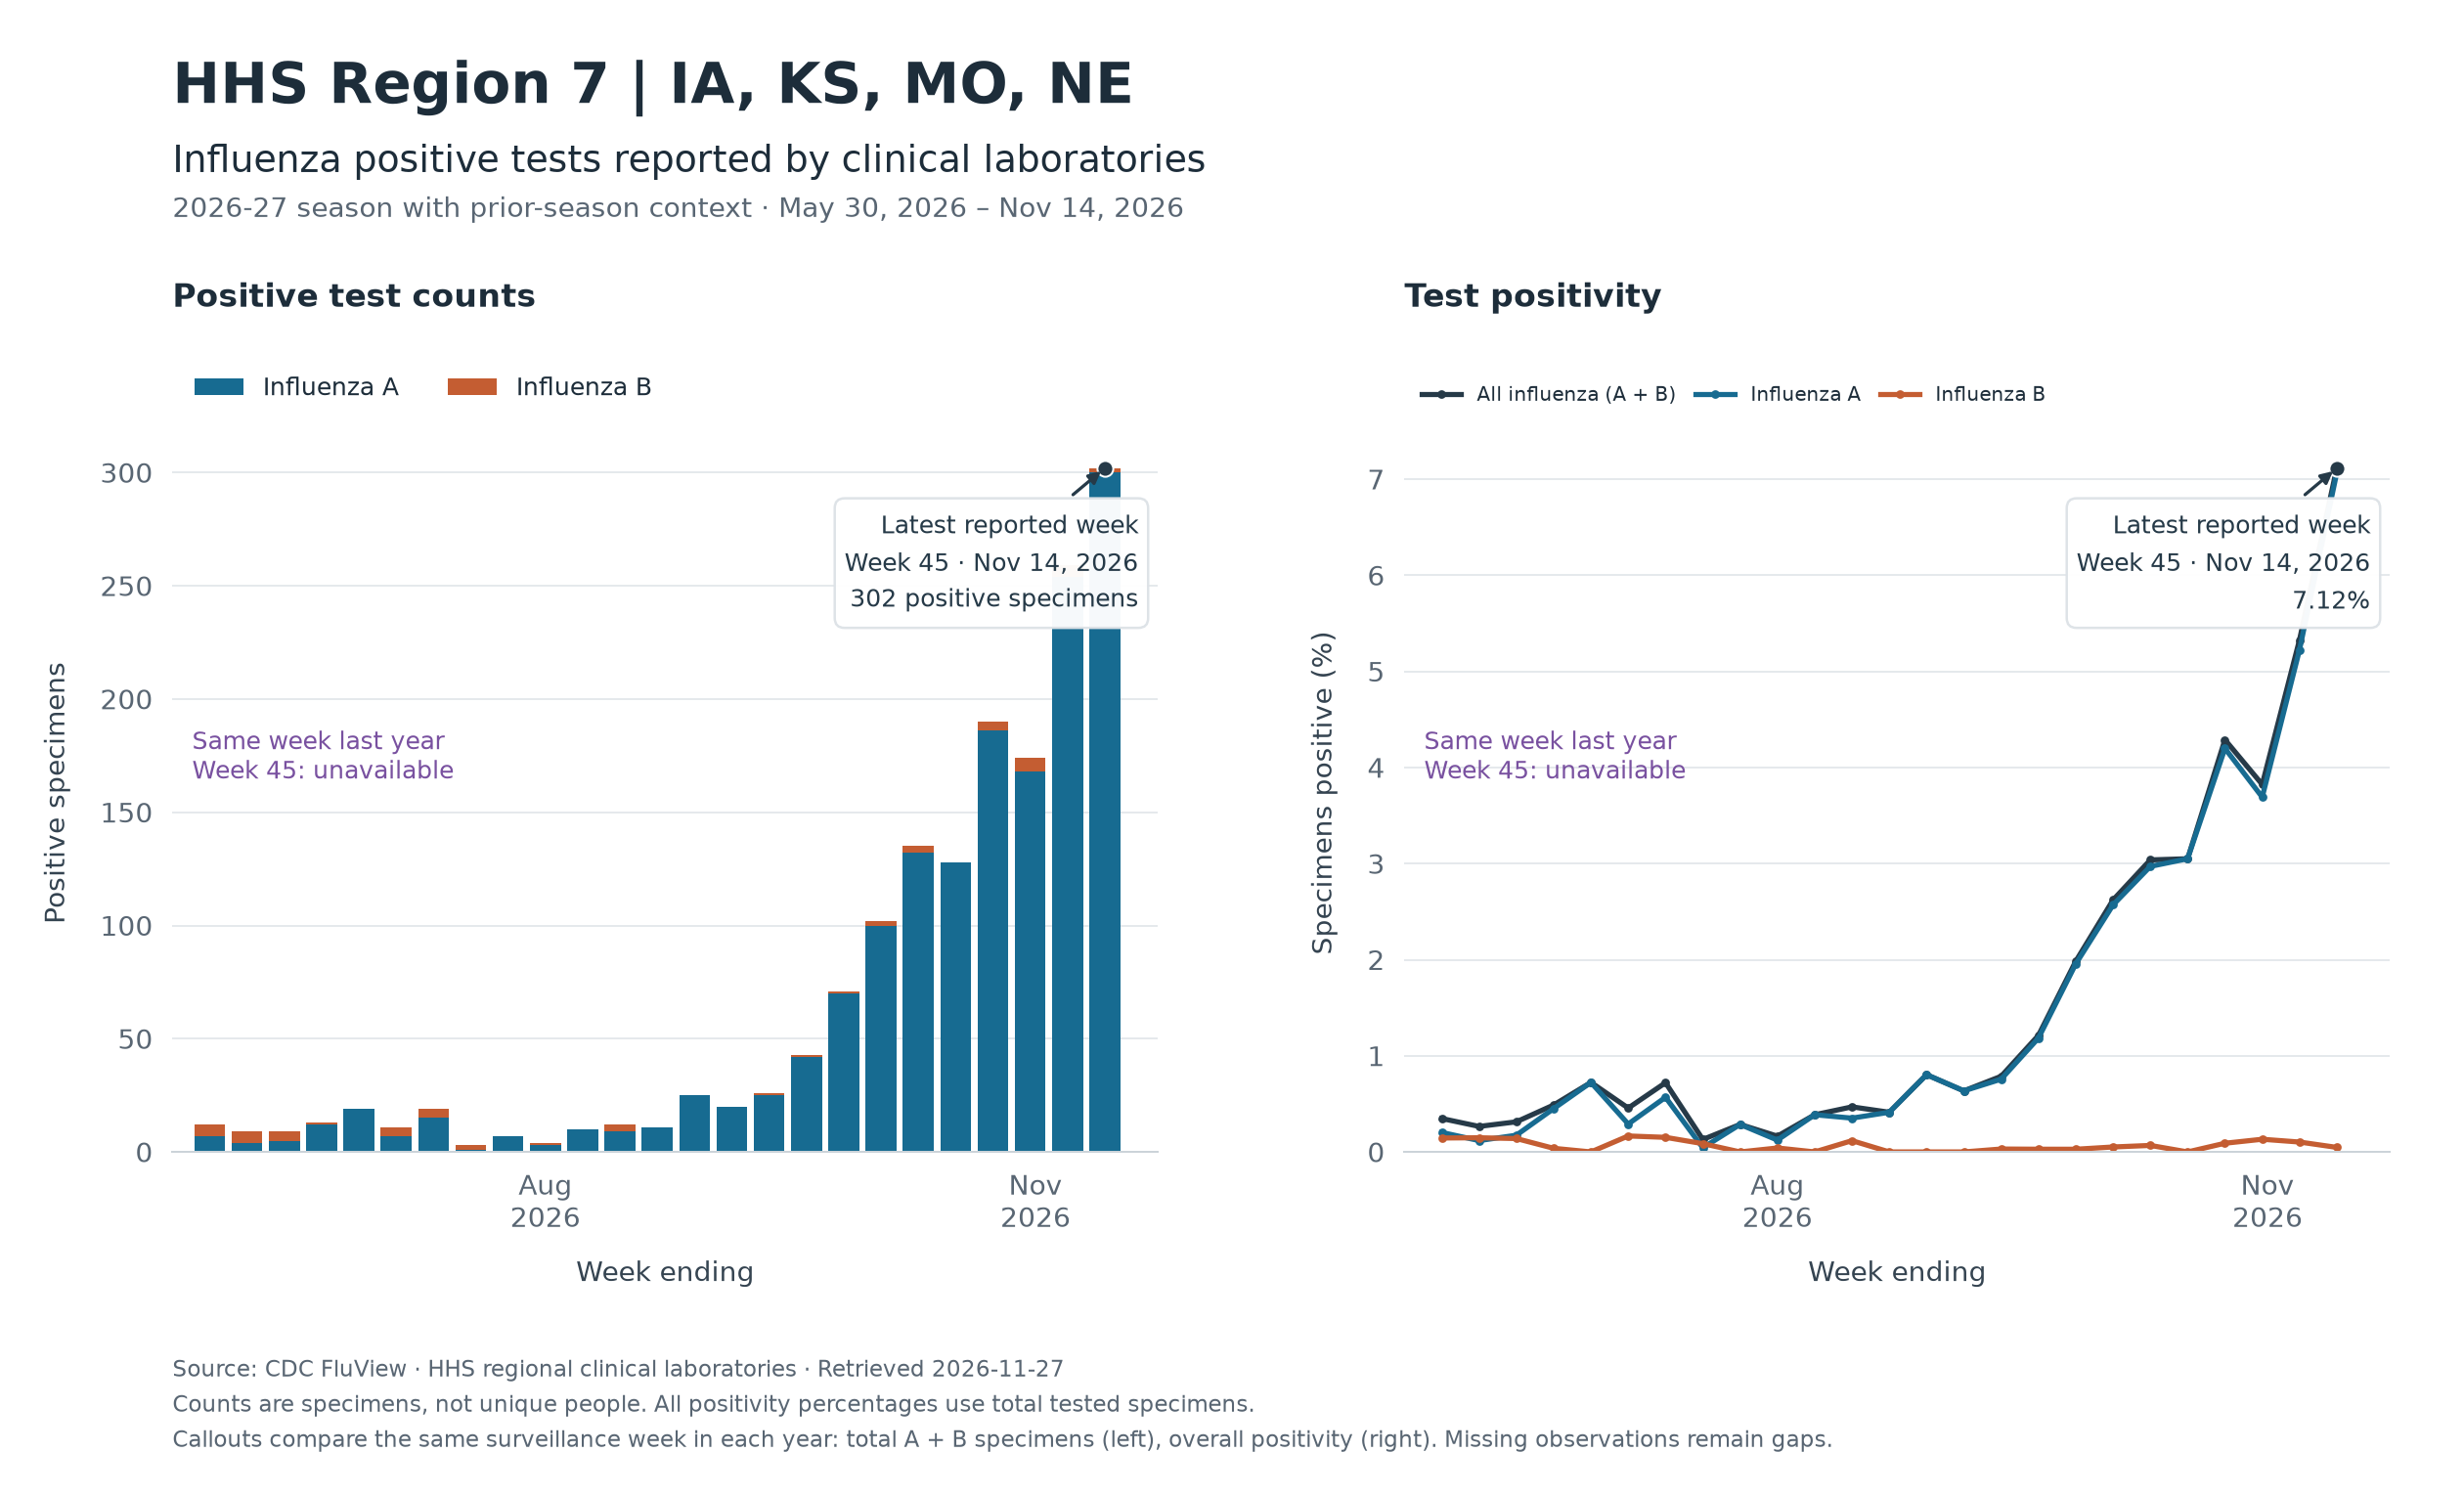 HHS Region 7 | IA, KS, MO, NE
Influenza positive tests reported by clinical laboratories
2026-27 season with prior-season context · May 30, 2026 – Nov 14, 2026
Positive test counts
Influenza A
Influenza B
300
250
200
150
100
50
0
Positive specimens
Latest reported week
Week 45 · Nov 14, 2026
302 positive specimens
Same week last year
Week 45: unavailable
Aug
2026
Nov
2026
Week ending
Test positivity
All influenza (A + B)
Influenza A
Influenza B
7
6
5
4
3
2
1
0
Specimens positive (%)
Latest reported week
Week 45 · Nov 14, 2026
7.12%
Same week last year
Week 45: unavailable
Aug
2026
Nov
2026
Week ending
Source: CDC FluView · HHS regional clinical laboratories · Retrieved 2026-11-27
Counts are specimens, not unique people. All positivity percentages use total tested specimens.
Callouts compare the same surveillance week in each year: total A + B specimens (left), overall positivity (right). Missing observations remain gaps.